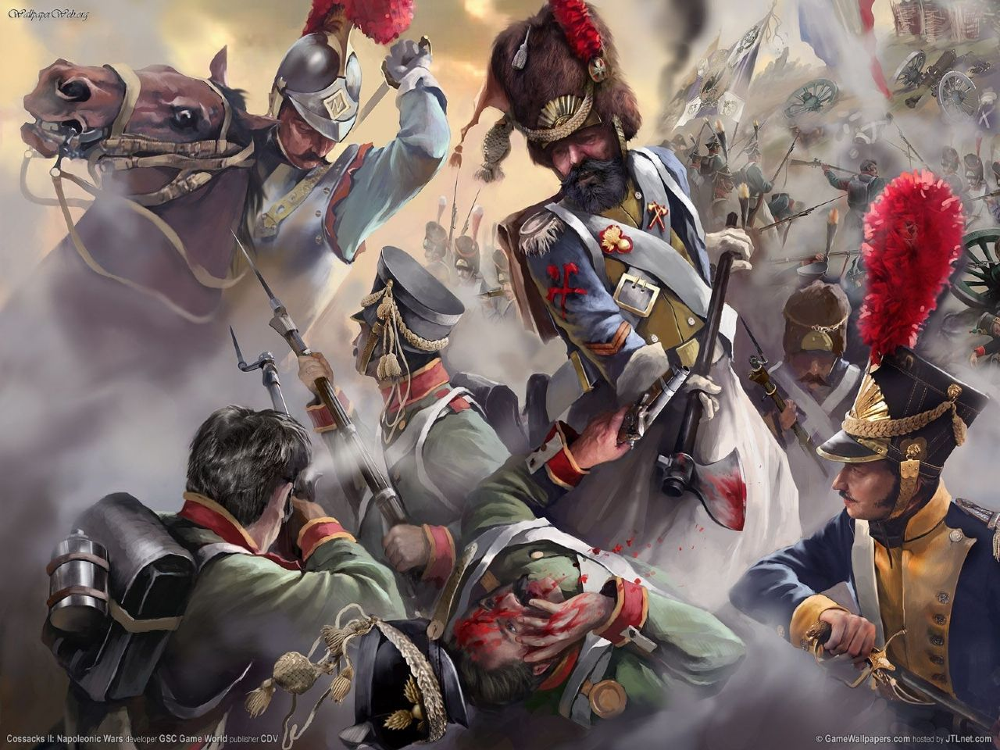 WallpaperWeb.org
Cossacks II: Napoleonic Wars developer GSC Game World publisher CDV
© GameWallpapers.com hosted by JTLnet.com